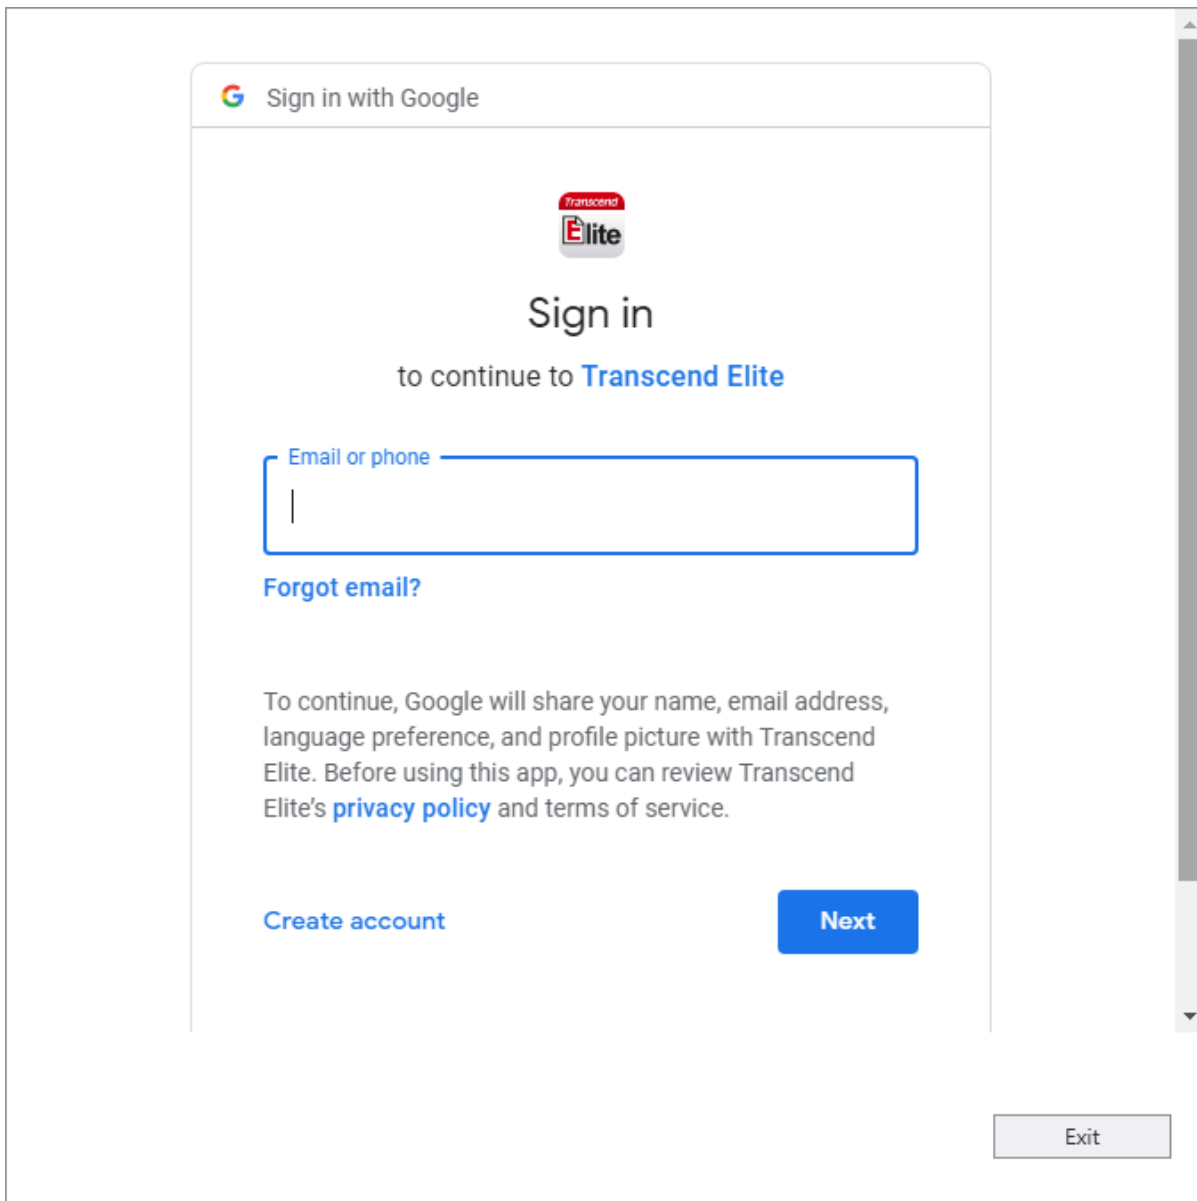 Sign in with Google
Transcend
Elite
Sign in
to continue to Transcend Elite
Email or phone
Forgot email?
To continue, Google will share your name, email address,
language preference, and profile picture with Transcend
Elite. Before using this app, you can review Transcend
Elite’s privacy policy and terms of service.
Create account
Next
Exit